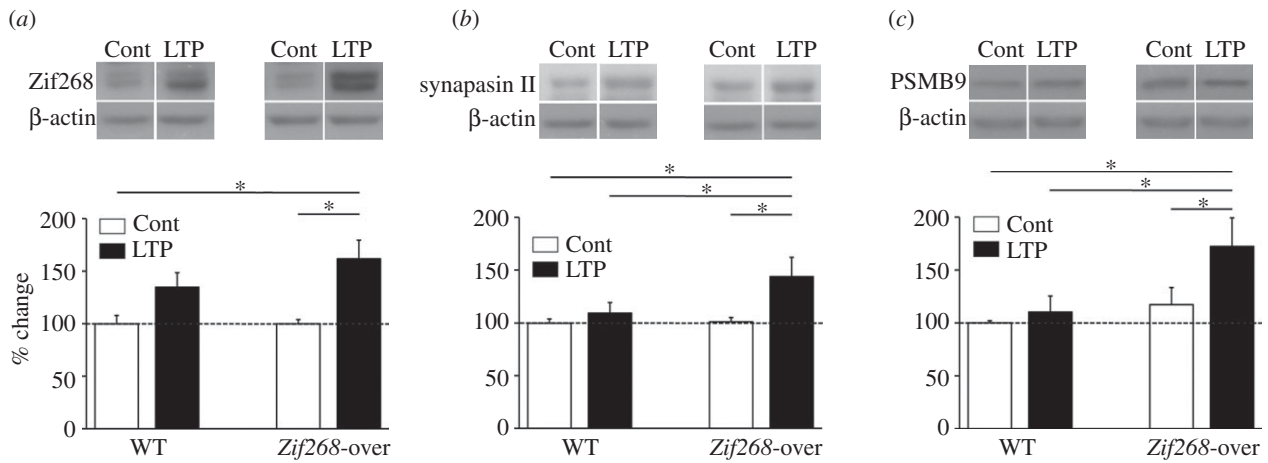 (a)
Cont LTP Cont LTP
Zif268
β-actin
*
*
200
150
100
50
0
% change
Cont
LTP
WT Zif268-over
(b)
Cont LTP Cont LTP
synapasin II
β-actin
*
*
*
200
150
100
50
0
Cont
LTP
WT Zif268-over
(c)
Cont LTP Cont LTP
PSMB9
β-actin
*
*
*
200
150
100
50
0
Cont
LTP
WT Zif268-over